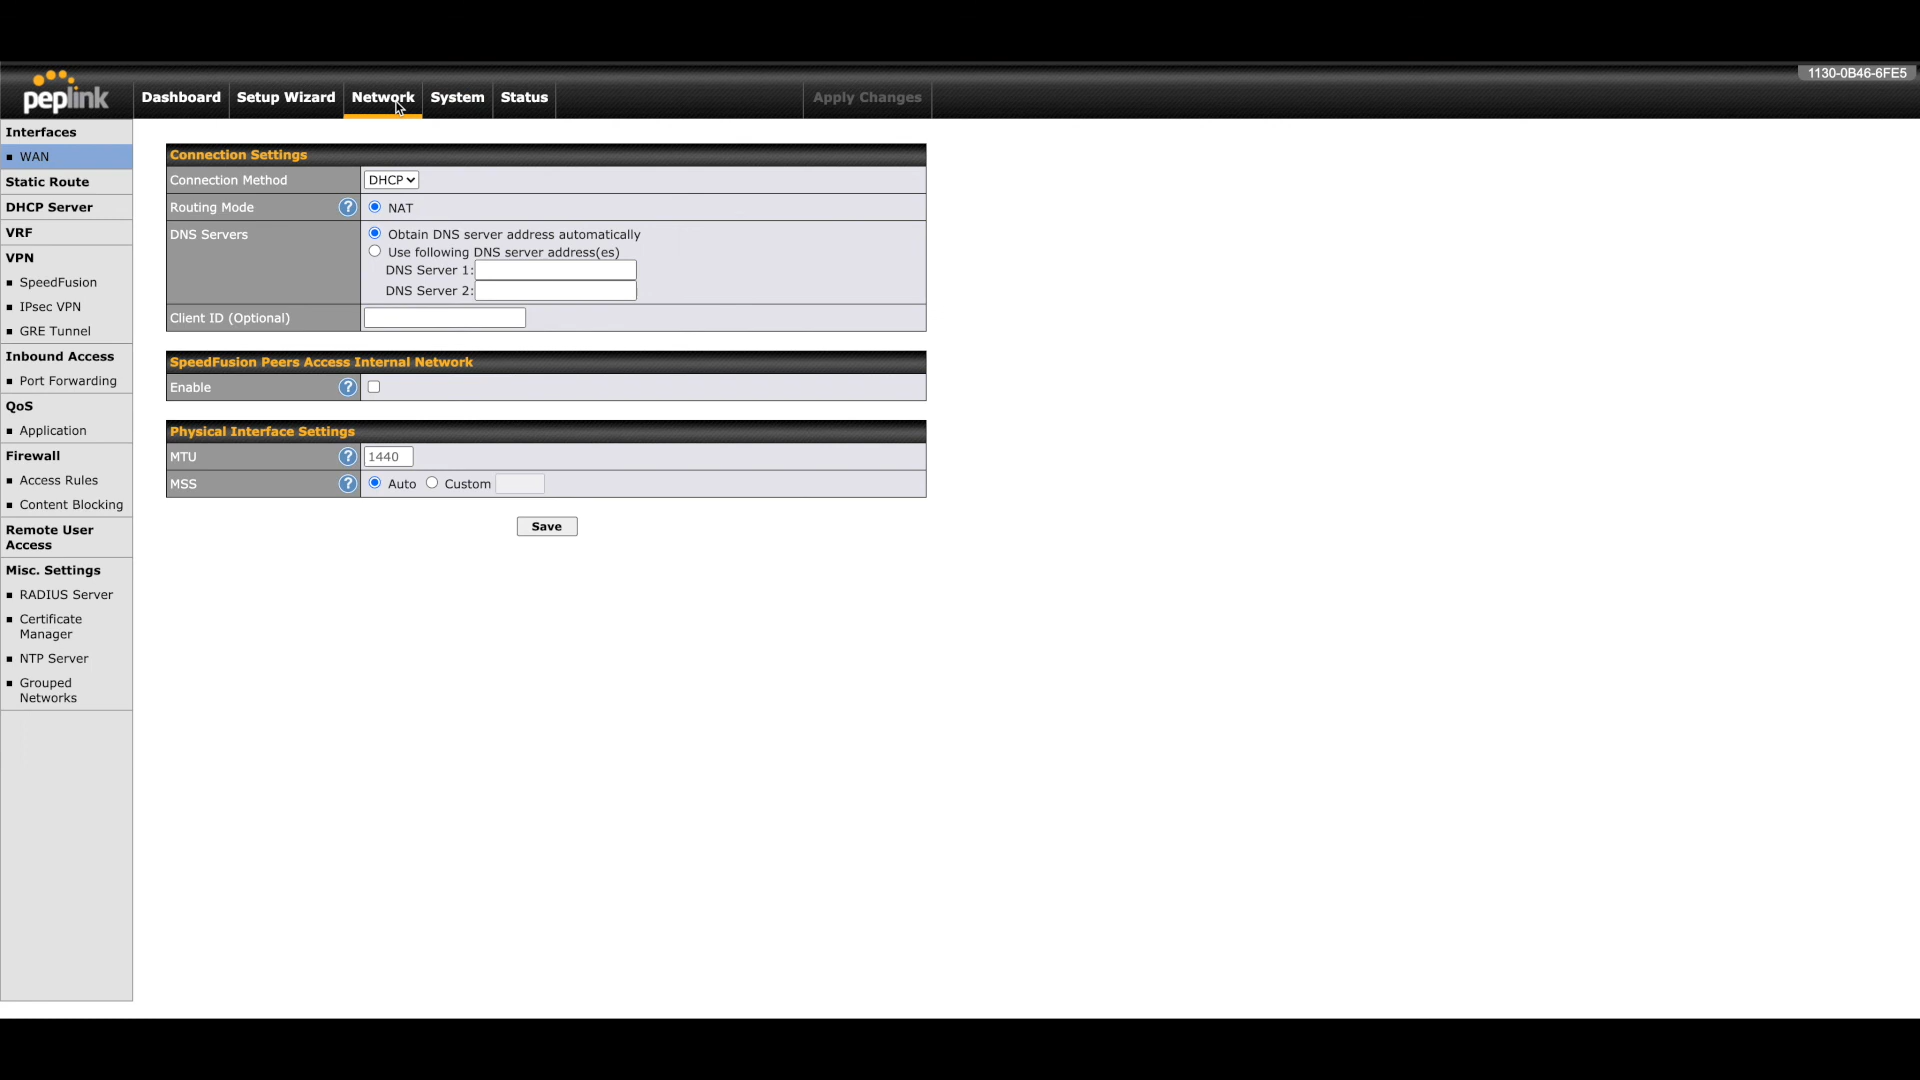 1130-0B46-6FE5
peplink
Dashboard
Setup Wizard
Network
System
Status
Apply Changes
Interfaces
WAN
Static Route
DHCP Server
VRF
VPN
SpeedFusion
IPsec VPN
GRE Tunnel
Inbound Access
Port Forwarding
QoS
Application
Firewall
Access Rules
Content Blocking
Remote User
Access
Misc. Settings
RADIUS Server
Certificate
Manager
NTP Server
Grouped
Networks
Connection Settings
Connection Method
DHCP
Routing Mode
?
NAT
DNS Servers
Obtain DNS server address automatically
Use following DNS server address(es)
DNS Server 1:
DNS Server 2:
Client ID (Optional)
SpeedFusion Peers Access Internal Network
Enable
?
Physical Interface Settings
MTU
?
1440
MSS
?
Auto
Custom
Save